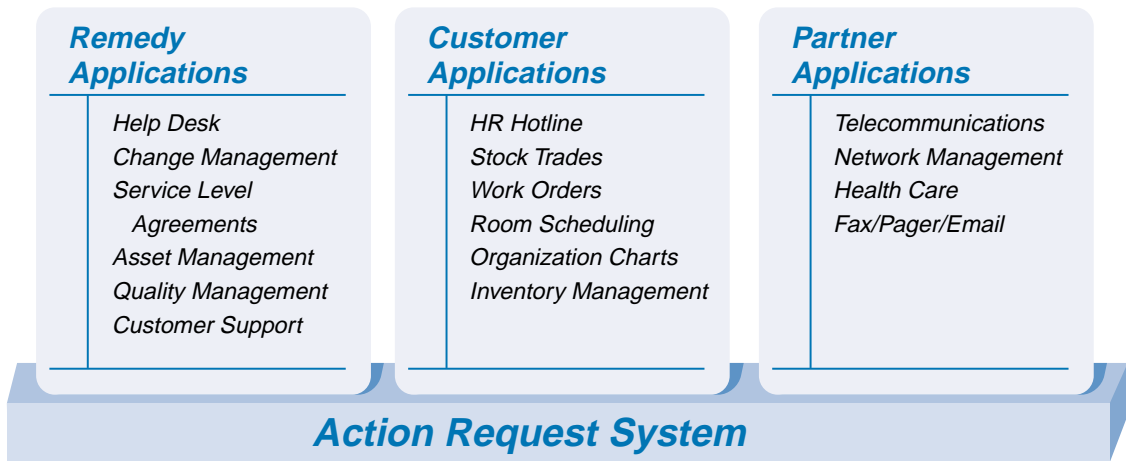 Remedy
Applications
Help Desk
Change Management
Service Level
Agreements
Asset Management
Quality Management
Customer Support
Customer
Applications
HR Hotline
Stock Trades
Work Orders
Room Scheduling
Organization Charts
Inventory Management
Partner
Applications
Telecommunications
Network Management
Health Care
Fax/Pager/Email
Action Request System